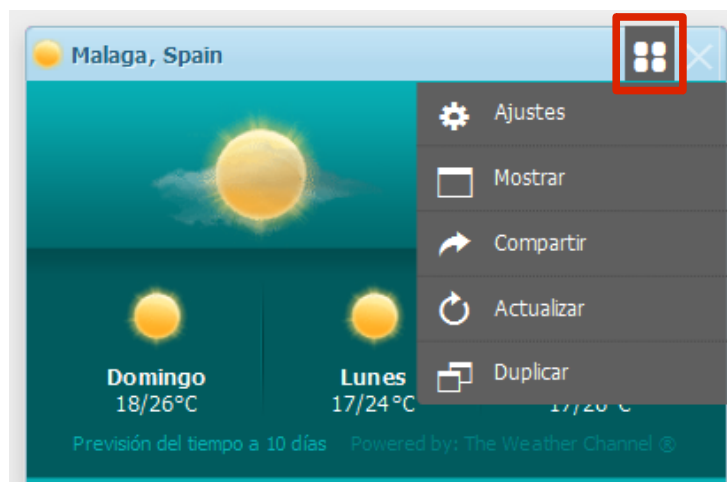 Malaga, Spain
Ajustes
Mostrar
Compartir
Actualizar
Duplicar
Domingo
18/26°C
Lunes
17/24°C
Previsión del tiempo a 10 días
Powered by: The Weather Channel ®